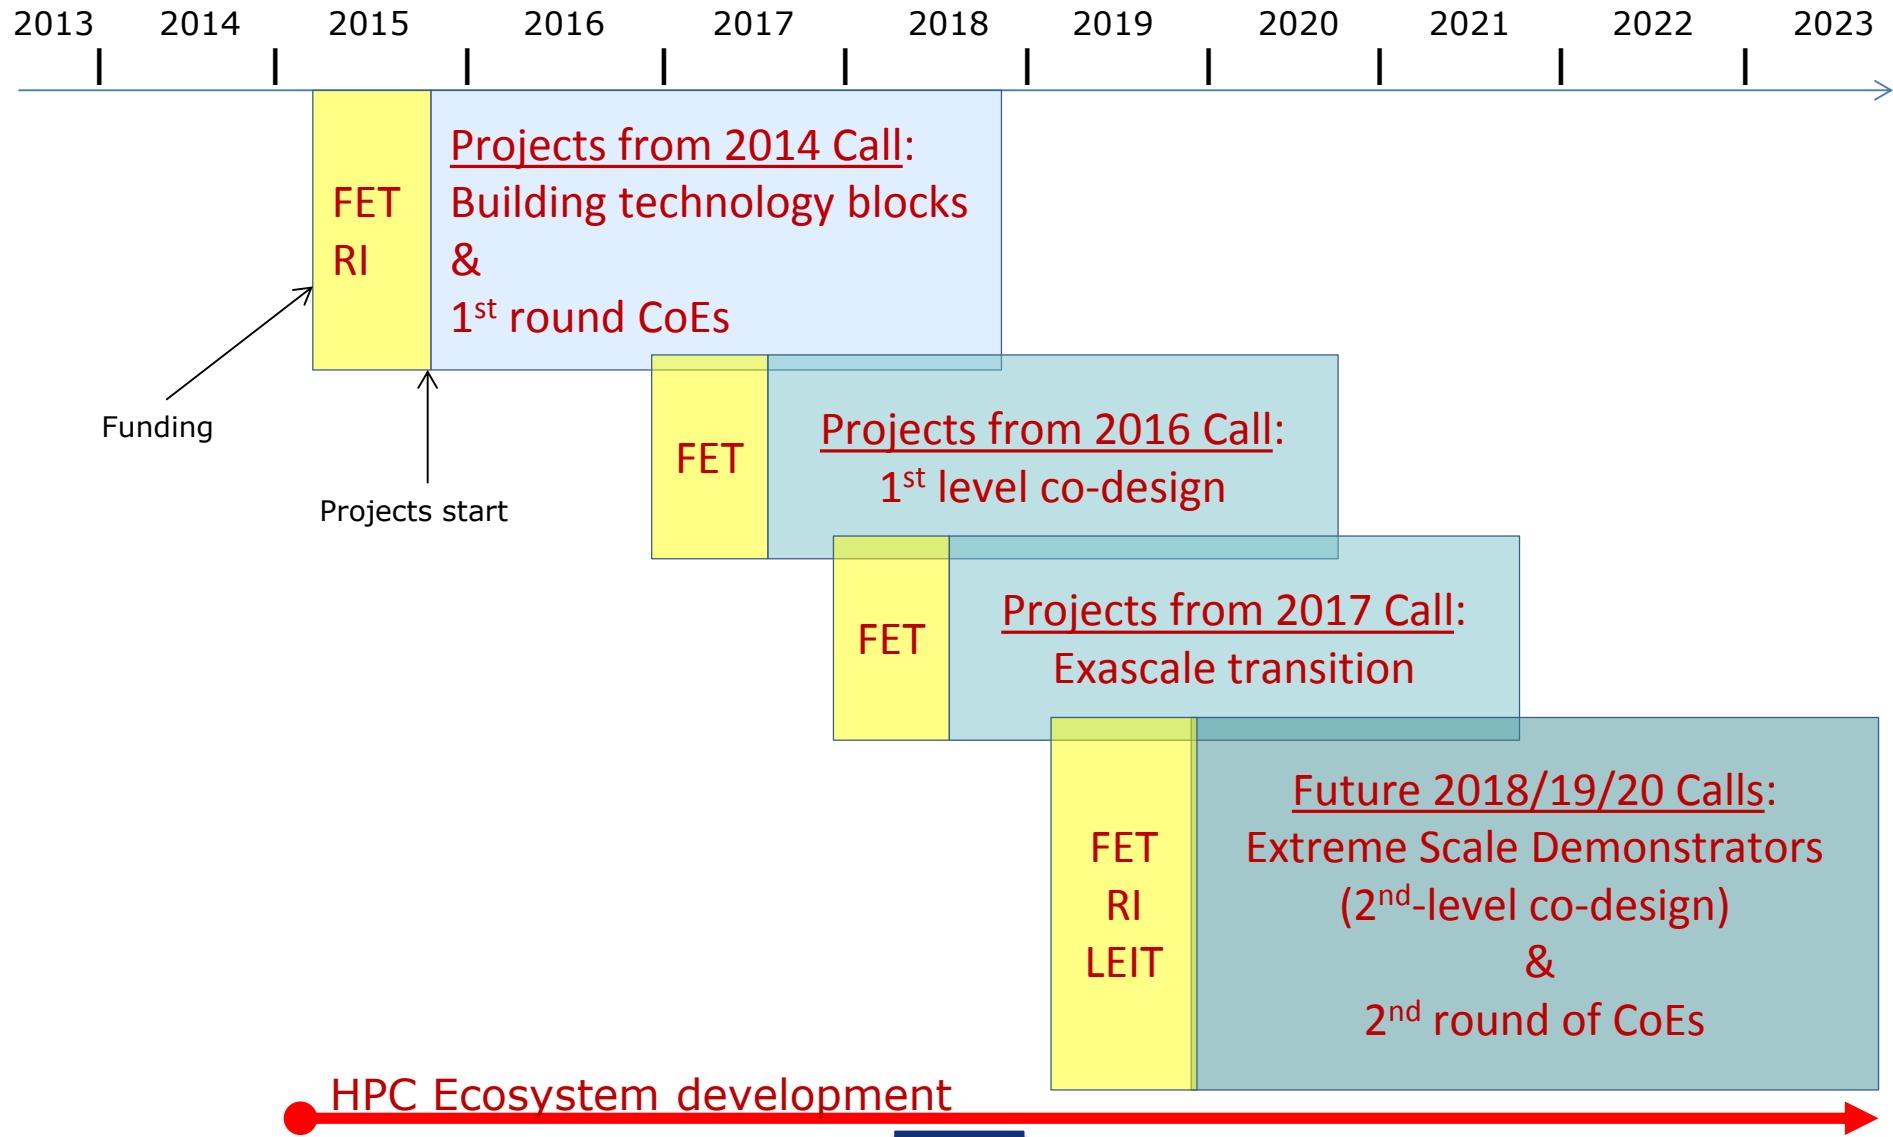 2013 2014 2015 2016 2017 2018 2019 2020 2021 2022 2023
FET
RI
Projects from 2014 Call:
Building technology blocks
&
1st round CoEs
Funding
Projects start
FET
Projects from 2016 Call:
1st level co-design
FET
Projects from 2017 Call:
Exascale transition
FET
RI
LEIT
Future 2018/19/20 Calls:
Extreme Scale Demonstrators
(2nd-level co-design)
&
2nd round of CoEs
HPC Ecosystem development